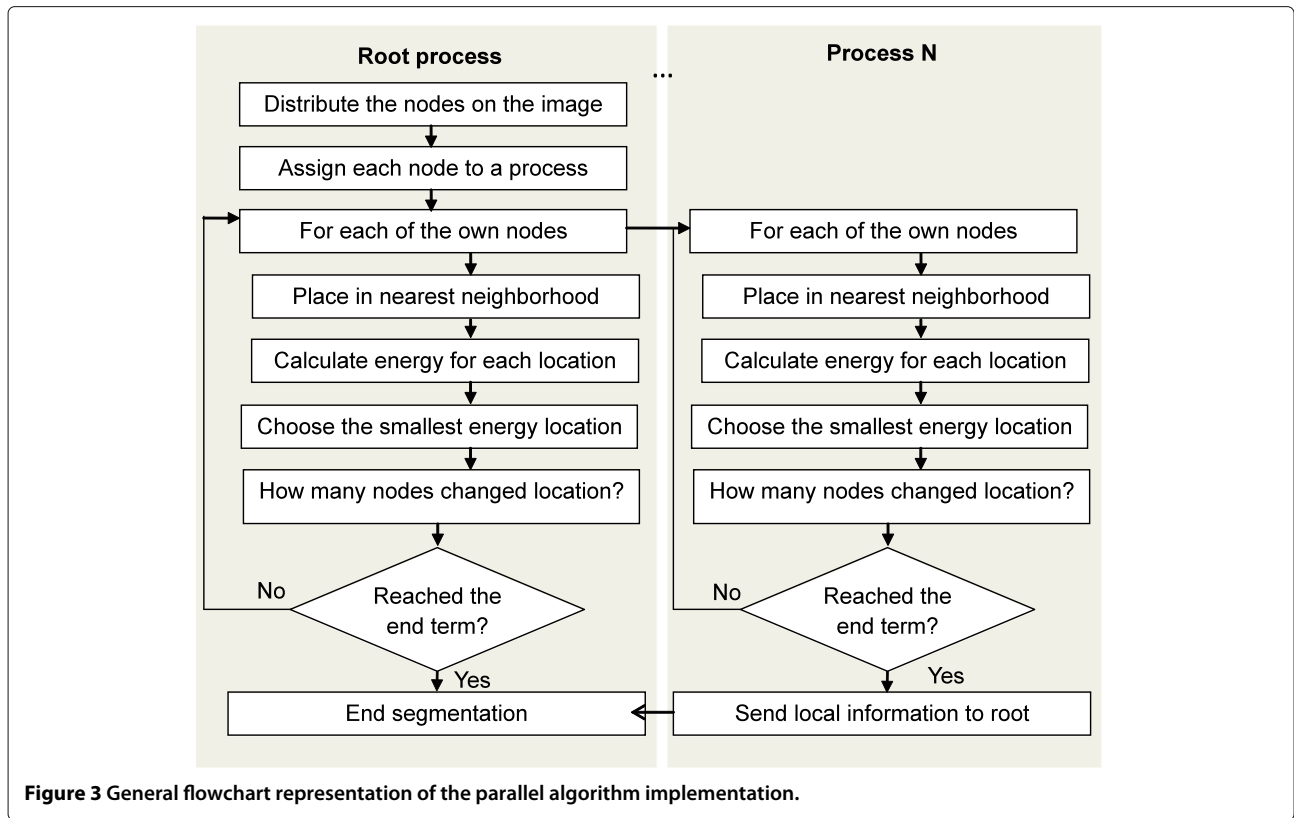 Root process
Distribute the nodes on the image
Assign each node to a process
For each of the own nodes
Place in nearest neighborhood
Calculate energy for each location
Choose the smallest energy location
How many nodes changed location?
No
Reached the
end term?
Yes
End segmentation
...
Process N
For each of the own nodes
Place in nearest neighborhood
Calculate energy for each location
Choose the smallest energy location
How many nodes changed location?
No
Reached the
end term?
Yes
Send local information to root
Figure 3 General flowchart representation of the parallel algorithm implementation.